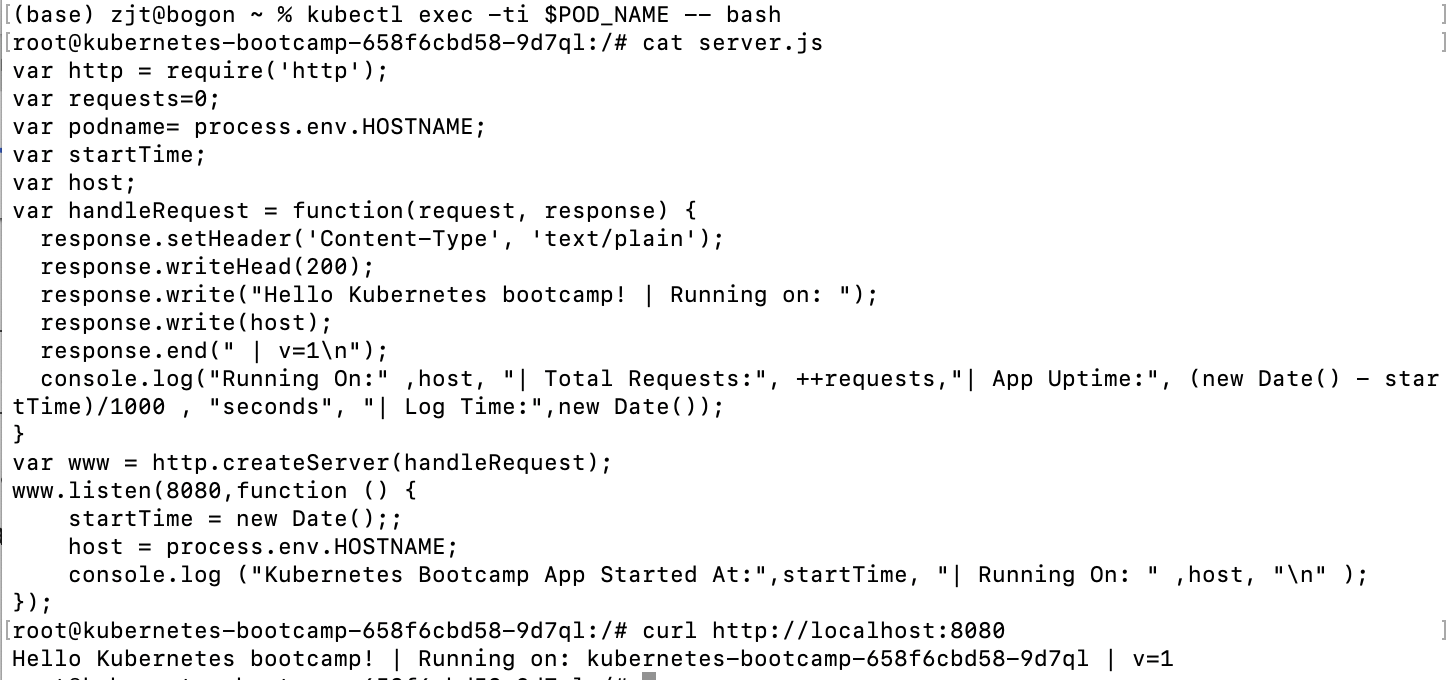 (base) zjt@bogon ~ % kubectl exec -ti $POD_NAME -- bash
root@kubernetes-bootcamp-658f6cbd58-9d7ql:/# cat server.js
var http = require('http');
var requests=0;
var podname= process.env.HOSTNAME;
var startTime;
var host;
var handleRequest = function(request, response) {
  response.setHeader('Content-Type', 'text/plain');
  response.writeHead(200);
  response.write("Hello Kubernetes bootcamp! | Running on: ");
  response.write(host);
  response.end(" | v=1\n");
  console.log("Running On:" ,host, "| Total Requests:", ++requests,"| App Uptime:", (new Date() - star
tTime)/1000 , "seconds", "| Log Time:",new Date());
}
var www = http.createServer(handleRequest);
www.listen(8080,function () {
    startTime = new Date();;
    host = process.env.HOSTNAME;
    console.log ("Kubernetes Bootcamp App Started At:",startTime, "| Running On: " ,host, "\n" );
});
root@kubernetes-bootcamp-658f6cbd58-9d7ql:/# curl http://localhost:8080
Hello Kubernetes bootcamp! | Running on: kubernetes-bootcamp-658f6cbd58-9d7ql | v=1